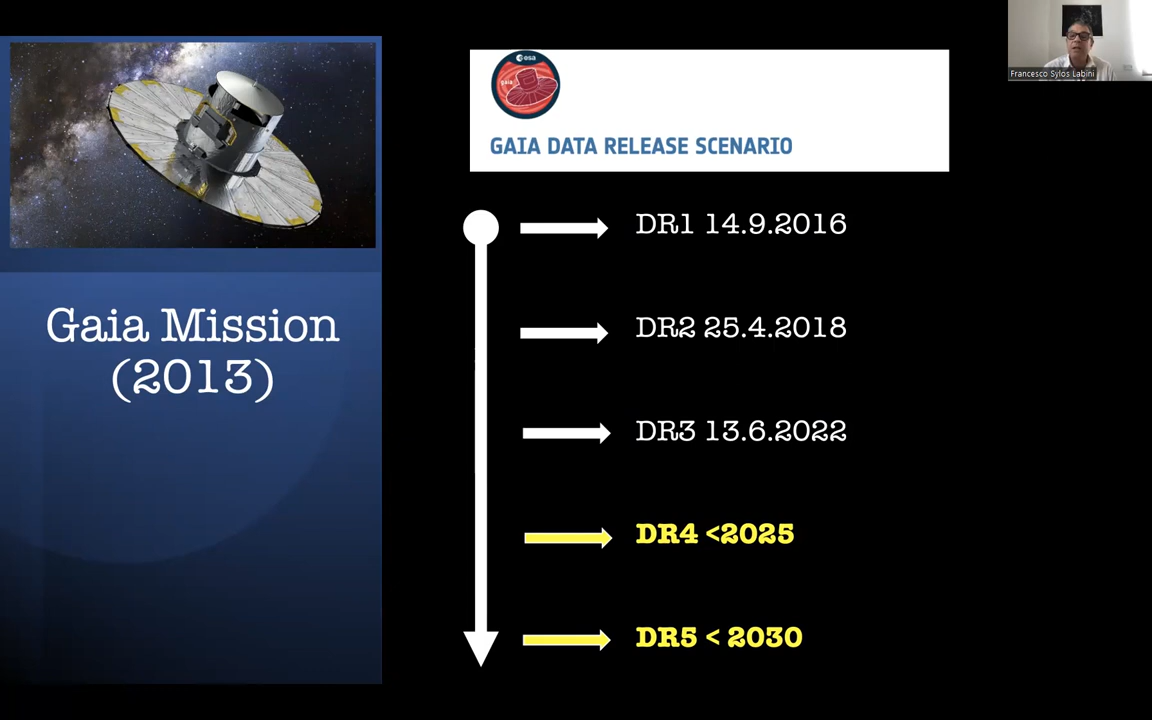 esa
gaia
GAIA DATA RELEASE SCENARIO
Francesco Sylos Labini
Gaia Mission
(2013)
DR1 14.9.2016
DR2 25.4.2018
DR3 13.6.2022
DR4 <2025
DR5 < 2030